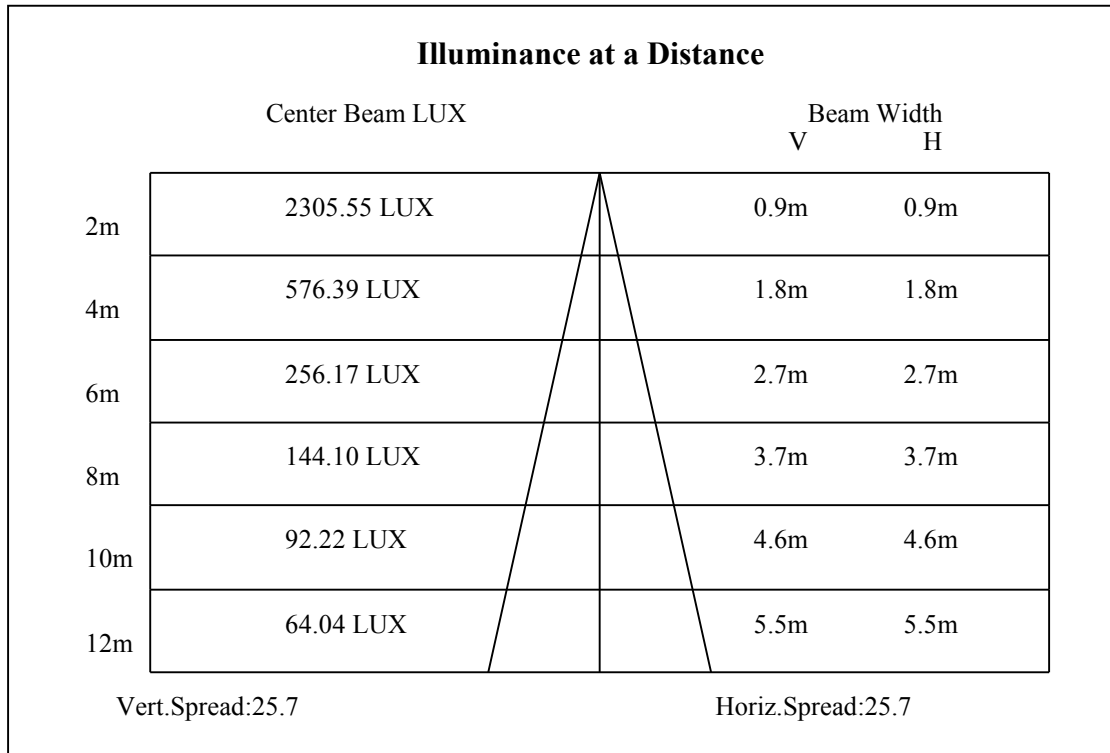 Illuminance at a Distance
Center Beam LUX Beam Width
V H
2m 2305.55 LUX 0.9m 0.9m
4m 576.39 LUX 1.8m 1.8m
6m 256.17 LUX 2.7m 2.7m
8m 144.10 LUX 3.7m 3.7m
10m 92.22 LUX 4.6m 4.6m
12m 64.04 LUX 5.5m 5.5m
Vert.Spread:25.7 Horiz.Spread:25.7